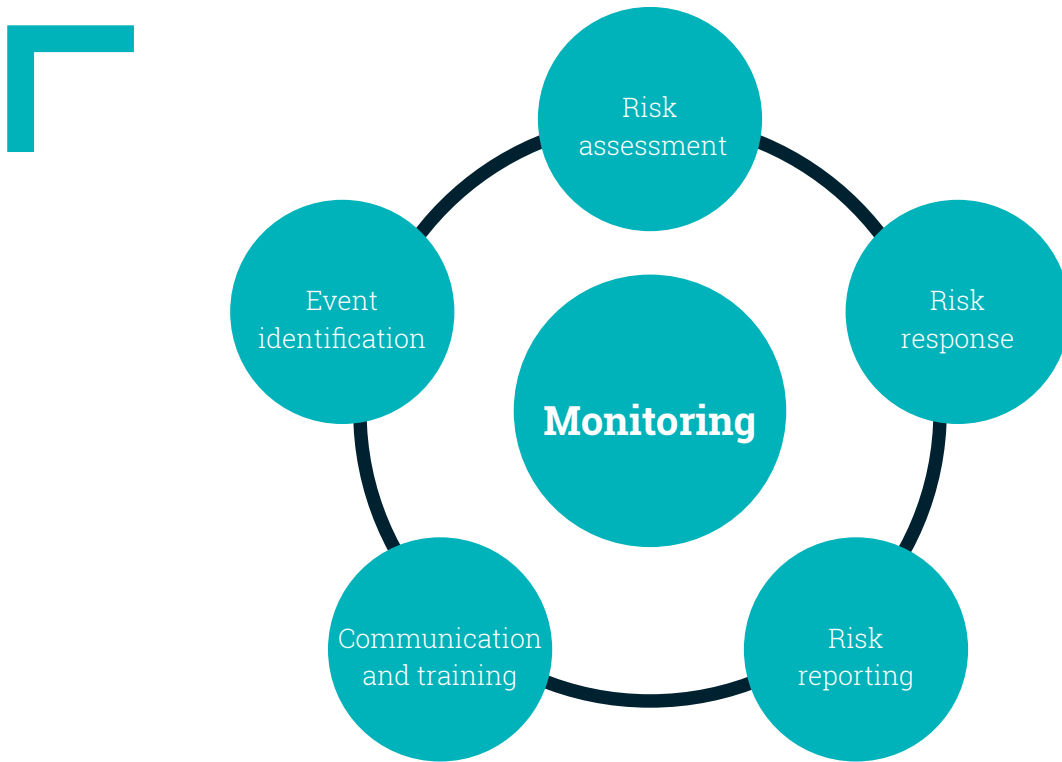 Risk
assessment
Event
identification
Risk
response
Monitoring
Communication
and training
Risk
reporting